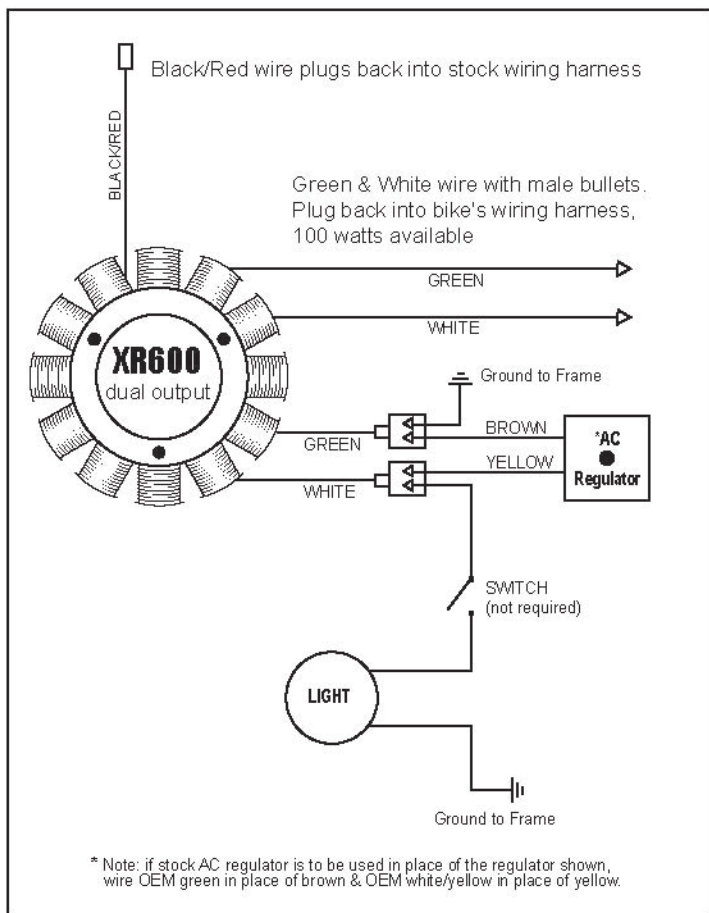 Black/Red wire plugs back into stock wiring harness
BLACK/RED
Green & White wire with male bullets.
Plug back into bike's wiring harness,
100 watts available
GREEN
WHITE
XR600
dual output
Ground to Frame
GREEN
BROWN
*AC
Regulator
YELLOW
WHITE
SWITCH
(not required)
LIGHT
Ground to Frame
* Note: if stock AC regulator is to be used in place of the regulator shown,
wire OEM green in place of brown & OEM white/yellow in place of yellow.